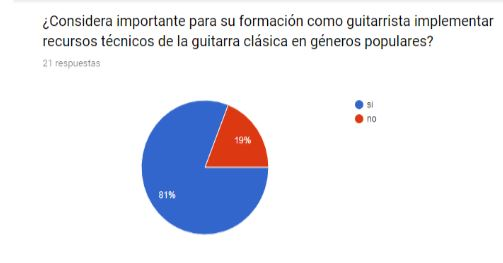 ¿Considera importante para su formación como guitarrista implementar
recursos técnicos de la guitarra clásica en géneros populares?
21 respuestas
si
no
19%
81%